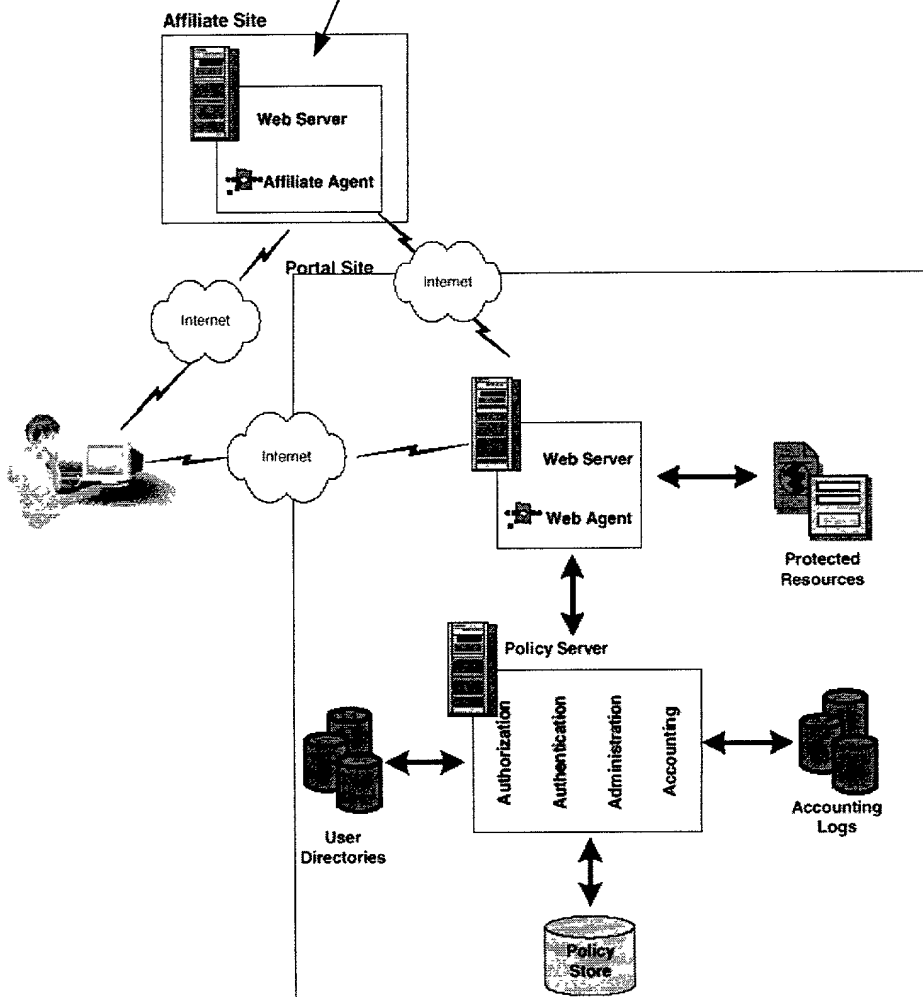 Affiliate Site
Web Server
Affiliate Agent
Portal Site
Internet
Internet
Internet
Web Server
Web Agent
Protected
Resources
Policy Server
Authorization
Authentication
Administration
Accounting
User
Directories
Accounting
Logs
Policy
Store